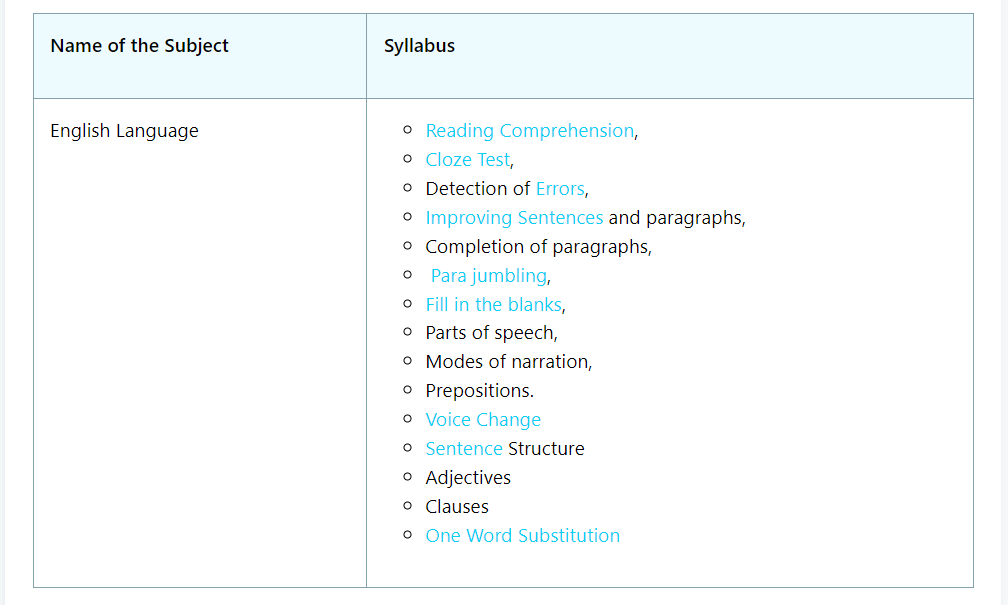 Name of the Subject
Syllabus
English Language
Reading Comprehension,
Cloze Test,
Detection of Errors,
Improving Sentences and paragraphs,
Completion of paragraphs,
Para jumbling,
Fill in the blanks,
Parts of speech,
Modes of narration,
Prepositions.
Voice Change
Sentence Structure
Adjectives
Clauses
One Word Substitution